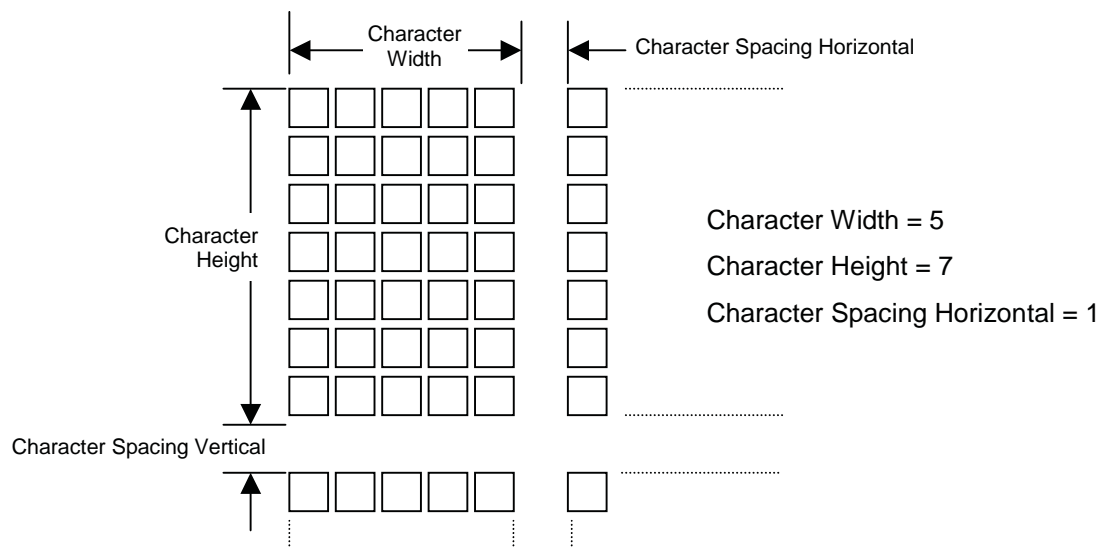 Character
Width
Character Spacing Horizontal
Character
Height
Character Width = 5
Character Height = 7
Character Spacing Horizontal = 1
Character Spacing Vertical